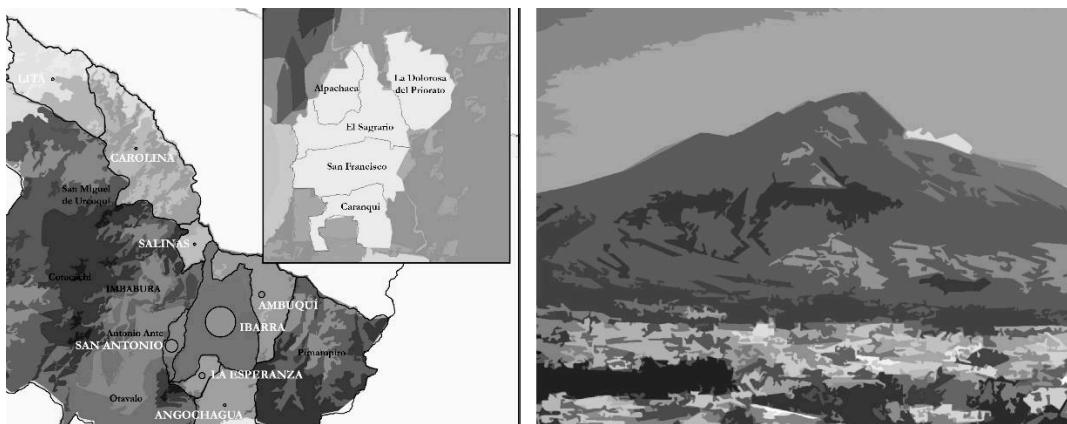 LITA
CAROLINA
San Miguel
de Urcuquí
SALINAS
Cotacachi
IMBABURA
AMBUQUÍ
IBARRA
Antonio Ante
SAN ANTONIO
Pimampiro
LA ESPERANZA
Otavalo
ANGOCHAGUA
Alpachaca
La Dolorosa
del Priorato
El Sagrario
San Francisco
Caranqui